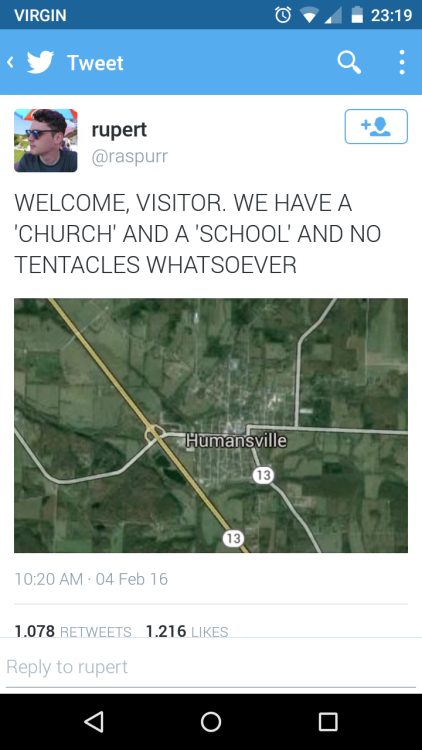 VIRGIN 23:19
Tweet
rupert
@raspurr
WELCOME, VISITOR. WE HAVE A
'CHURCH' AND A 'SCHOOL' AND NO
TENTACLES WHATSOEVER
Humansville
13
13
10:20 AM · 04 Feb 16
1,078 RETWEETS 1,216 LIKES
Reply to rupert